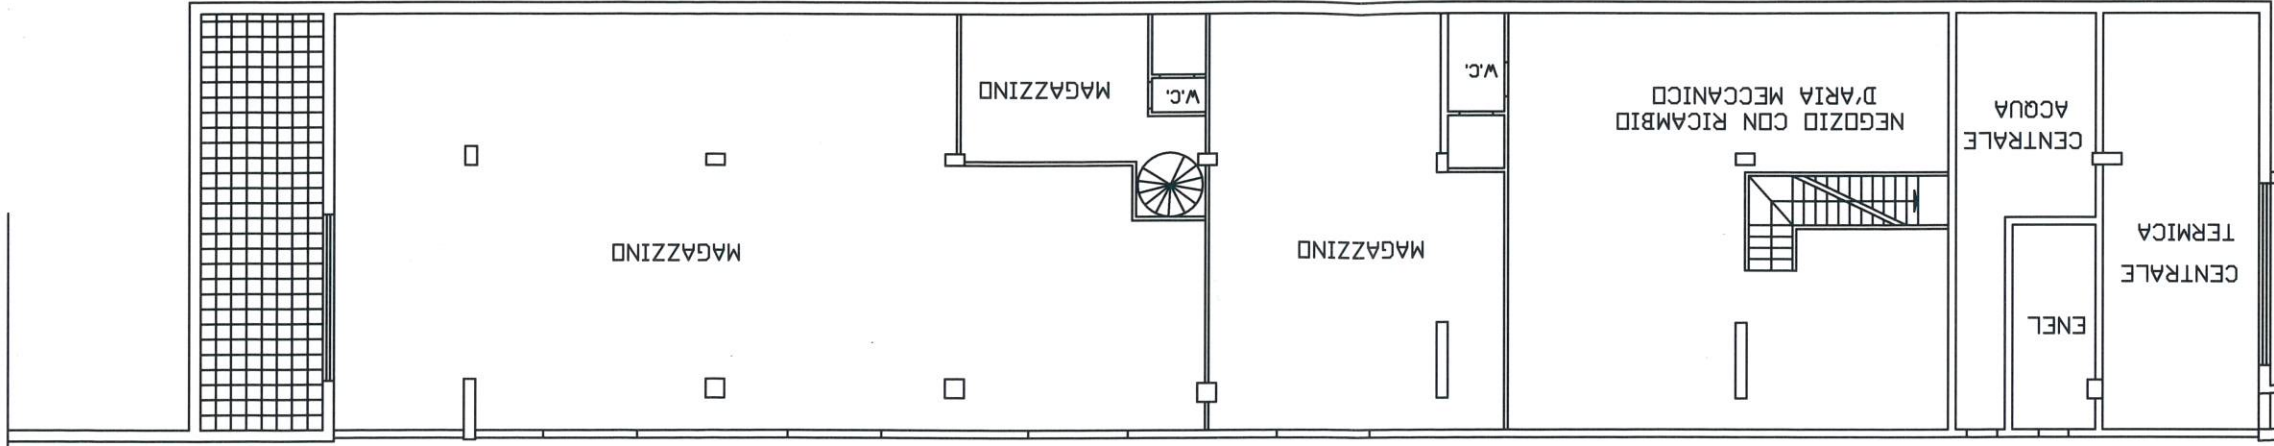 ENEL
CENTRALE
TERMICA
MAGAZZINO
MAGAZZINO
CENTRALE
ACQUA
NEGOZIO CON RICAMBIO
D'ARIA MECCANICO
W.C.
MAGAZZINO
W.C.